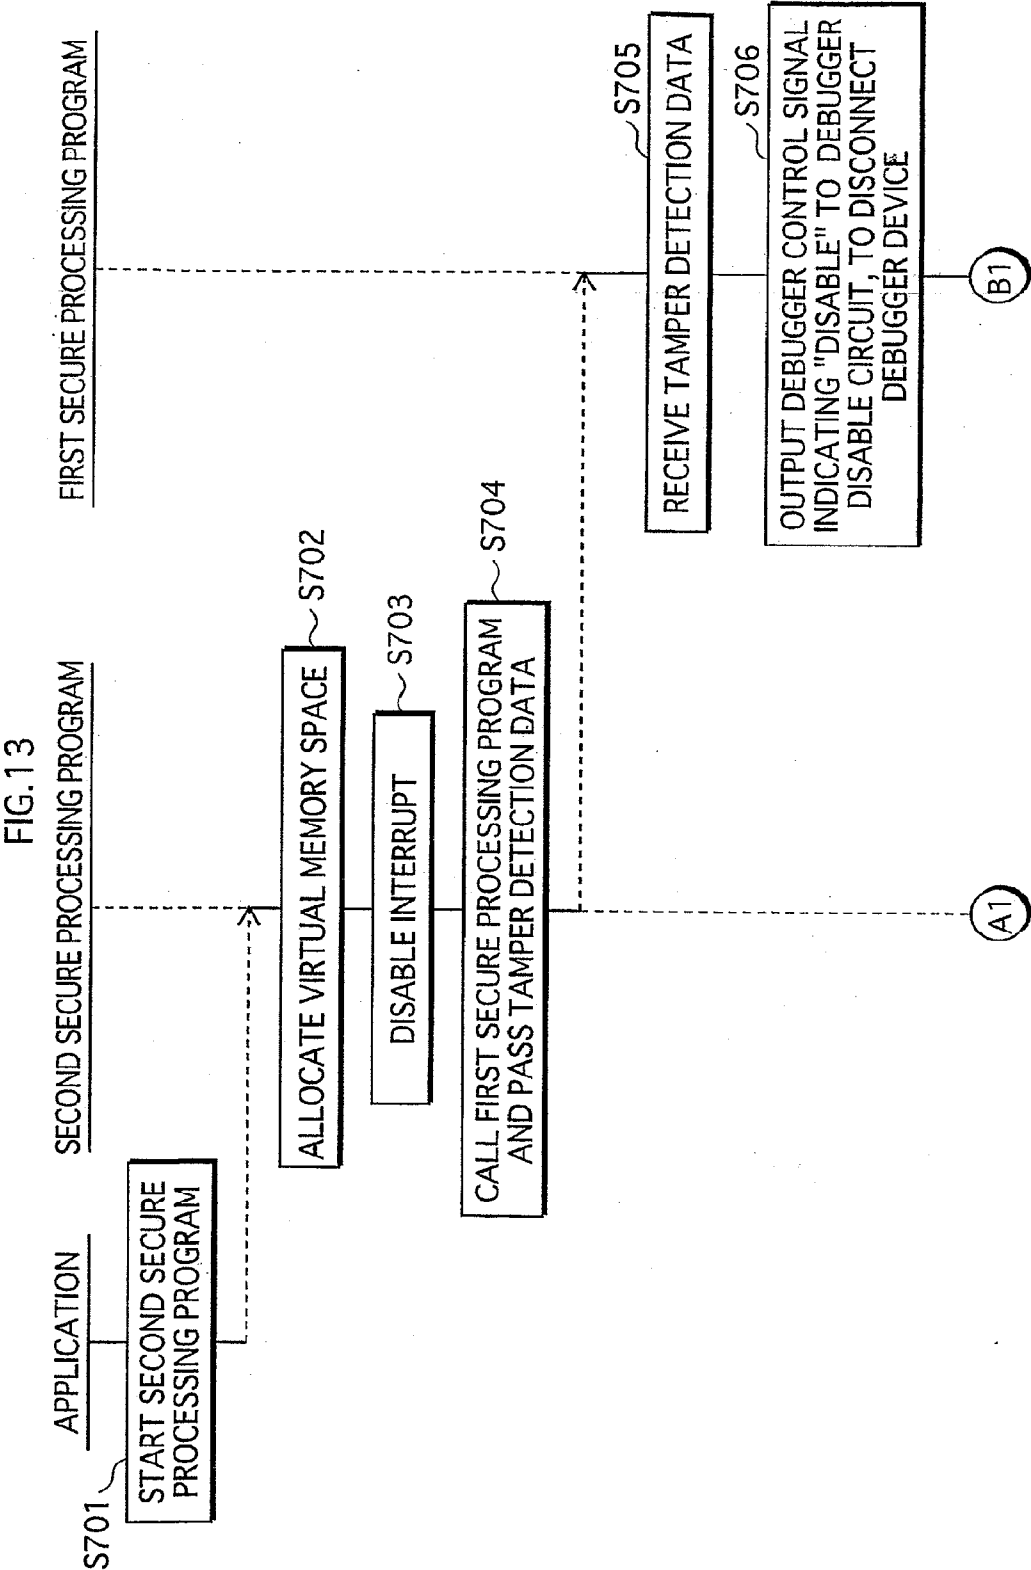 FIG.13
APPLICATION
SECOND SECURE PROCESSING PROGRAM
FIRST SECURE PROCESSING PROGRAM
S701
START SECOND SECURE
PROCESSING PROGRAM
S702
ALLOCATE VIRTUAL MEMORY SPACE
S703
DISABLE INTERRUPT
S704
CALL FIRST SECURE PROCESSING PROGRAM
AND PASS TAMPER DETECTION DATA
S705
RECEIVE TAMPER DETECTION DATA
S706
OUTPUT DEBUGGER CONTROL SIGNAL
INDICATING "DISABLE" TO DEBUGGER
DISABLE CIRCUIT, TO DISCONNECT
DEBUGGER DEVICE
A1
B1